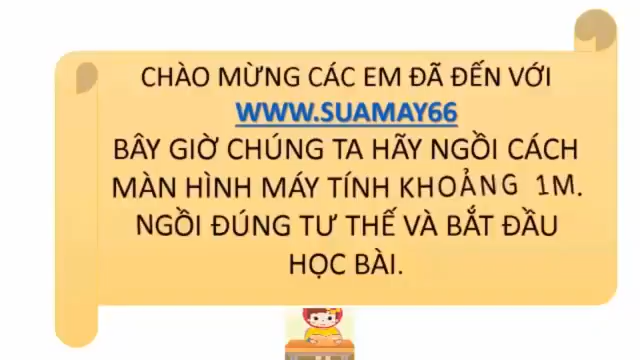 CHÀO MỪNG CÁC EM ĐÃ ĐẾN VỚI
WWW.SUAMAY66
BÂY GIỜ CHÚNG TA HÃY NGỒI CÁCH
MÀN HÌNH MÁY TÍNH KHOẢNG 1M.
NGỒI ĐÚNG TƯ THẾ VÀ BẮT ĐẦU
HỌC BÀI.